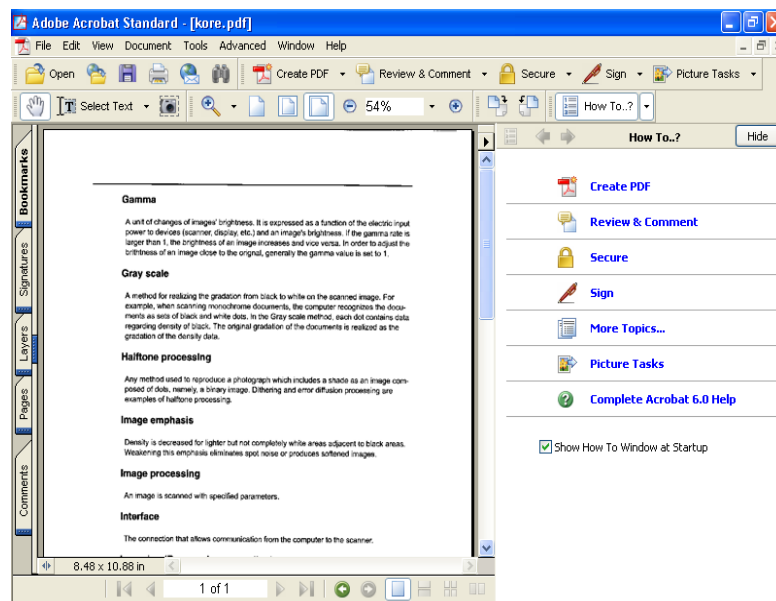 Adobe Acrobat Standard - [kore.pdf]
File Edit View Document Tools Advanced Window Help
Open Create PDF Review & Comment Secure Sign Picture Tasks
Select Text 54% How To..?
How To..? Hide
Bookmarks
Signatures
Layers
Pages
Comments
Gamma
A unit of changes of images' brightness. It is expressed as a function of the electric input
power to devices (scanner, display, etc.) and an image's brightness. If the gamma rate is
larger than 1, the brightness of an image increases and vice versa. In order to adjust the
brithtness of an image close to the orignal, generally the gamma value is set to 1.
Gray scale
A method for realizing the gradation from black to white on the scanned image. For
example, when scanning monochrome documents, the computer recognizes the docu-
ments as sets of black and white dots. In the Gray scale method, each dot contains data
regarding density of black. The original gradation of the documents is realized as the
gradation of the density data.
Halftone processing
Any method used to reproduce a photograph which includes a shade as an image com-
posed of dots, namely, a binary image. Dithering and error diffusion processing are
examples of halftone processing.
Image emphasis
Density is decreased for lighter but not completely white areas adjacent to black areas.
Weakening this emphasis eliminates spot noise or produces softened images.
Image processing
An image is scanned with specified parameters.
Interface
The connection that allows communication from the computer to the scanner.
Create PDF
Review & Comment
Secure
Sign
More Topics...
Picture Tasks
Complete Acrobat 6.0 Help
Show How To Window at Startup
8.48 x 10.88 in
1 of 1